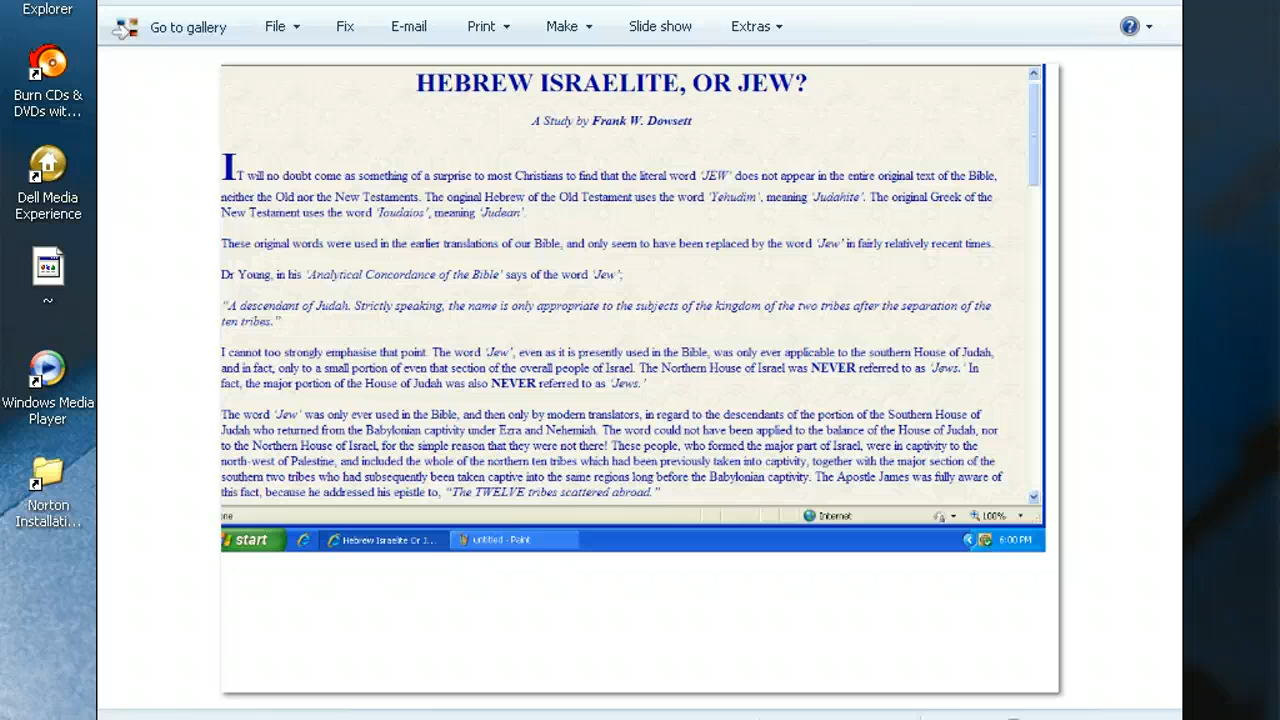 Explorer
Go to gallery File Fix E-mail Print Make Slide show Extras
Burn CDs &
DVDs wit...
Dell Media
Experience
~
Windows Media
Player
Norton
Installati...
HEBREW ISRAELITE, OR JEW?
A Study by Frank W. Dowsett
IT will no doubt come as something of a surprise to most Christians to find that the literal word 'JEW' does not appear in the entire original text of the Bible,
neither the Old nor the New Testaments. The original Hebrew of the Old Testament uses the word 'Yehudim', meaning 'Judahite'. The original Greek of the
New Testament uses the word 'Ioudaios', meaning 'Judean'.
These original words were used in the earlier translations of our Bible, and only seem to have been replaced by the word 'Jew' in fairly relatively recent times.
Dr Young, in his 'Analytical Concordance of the Bible' says of the word 'Jew';
"A descendant of Judah. Strictly speaking, the name is only appropriate to the subjects of the kingdom of the two tribes after the separation of the
ten tribes."
I cannot too strongly emphasise that point. The word 'Jew', even as it is presently used in the Bible, was only ever applicable to the southern House of Judah,
and in fact, only to a small portion of even that section of the overall people of Israel. The Northern House of Israel was NEVER referred to as 'Jews.' In
fact, the major portion of the House of Judah was also NEVER referred to as 'Jews.'
The word 'Jew' was only ever used in the Bible, and then only by modern translators, in regard to the descendants of the portion of the Southern House of
Judah who returned from the Babylonian captivity under Ezra and Nehemiah. The word could not have been applied to the balance of the House of Judah, nor
to the Northern House of Israel, for the simple reason that they were not there! These people, who formed the major part of Israel, were in captivity to the
north-west of Palestine, and included the whole of the northern ten tribes which had been previously taken into captivity, together with the major section of the
southern two tribes who had subsequently been taken captive into the same regions long before the Babylonian captivity. The Apostle James was fully aware of
this fact, because he addressed his epistle to, "The TWELVE tribes scattered abroad."
ne Internet 100%
start Hebrew Israelite Or J... untitled - Paint 6:00 PM